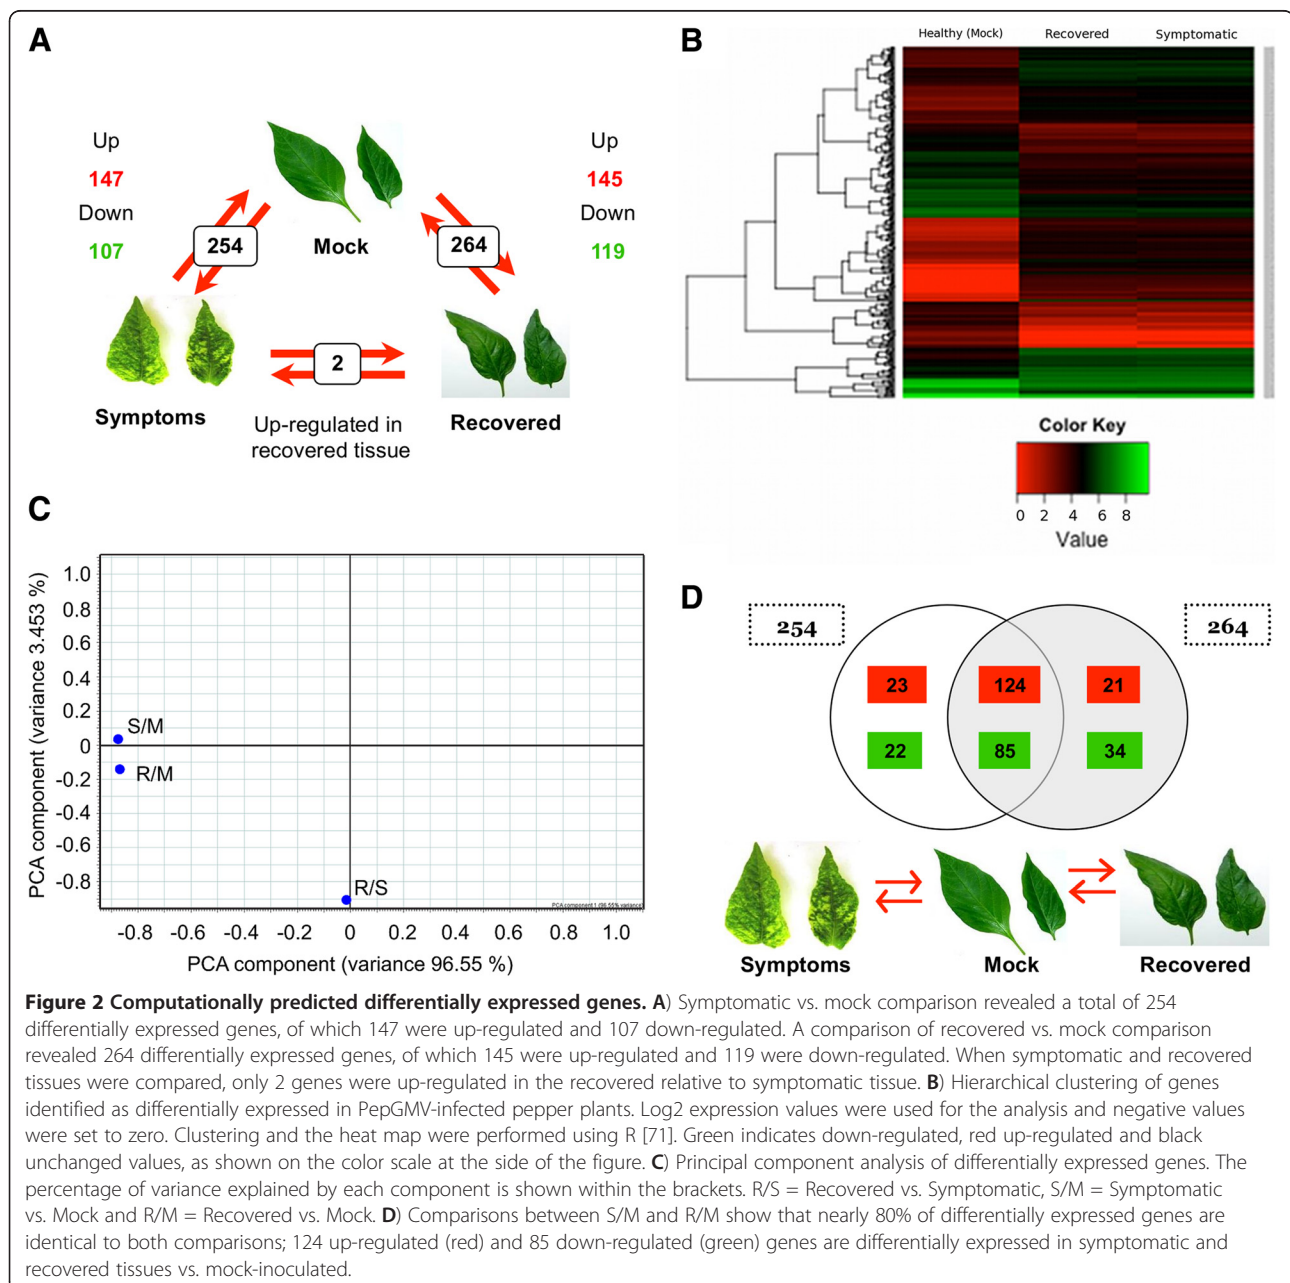 A
Up
147
Down
107
Up
145
Down
119
254
Mock
264
2
Symptoms
Up-regulated in
recovered tissue
Recovered
B
Healthy (Mock) Recovered Symptomatic
Color Key
0 2 4 6 8
Value
C
PCA component (variance 3.453 %)
1.0
0.8
0.6
0.4
0.2
0
-0.2
-0.4
-0.6
-0.8
S/M
R/M
R/S
PCA component 1 (96.55% variance)
-0.8 -0.6 -0.4 -0.2 0 0.2 0.4 0.6 0.8 1.0
PCA component (variance 96.55 %)
D
254
264
23 124 21
22 85 34
Symptoms Mock Recovered
Figure 2 Computationally predicted differentially expressed genes. A) Symptomatic vs. mock comparison revealed a total of 254
differentially expressed genes, of which 147 were up-regulated and 107 down-regulated. A comparison of recovered vs. mock comparison
revealed 264 differentially expressed genes, of which 145 were up-regulated and 119 were down-regulated. When symptomatic and recovered
tissues were compared, only 2 genes were up-regulated in the recovered relative to symptomatic tissue. B) Hierarchical clustering of genes
identified as differentially expressed in PepGMV-infected pepper plants. Log2 expression values were used for the analysis and negative values
were set to zero. Clustering and the heat map were performed using R [71]. Green indicates down-regulated, red up-regulated and black
unchanged values, as shown on the color scale at the side of the figure. C) Principal component analysis of differentially expressed genes. The
percentage of variance explained by each component is shown within the brackets. R/S = Recovered vs. Symptomatic, S/M = Symptomatic
vs. Mock and R/M = Recovered vs. Mock. D) Comparisons between S/M and R/M show that nearly 80% of differentially expressed genes are
identical to both comparisons; 124 up-regulated (red) and 85 down-regulated (green) genes are differentially expressed in symptomatic and
recovered tissues vs. mock-inoculated.